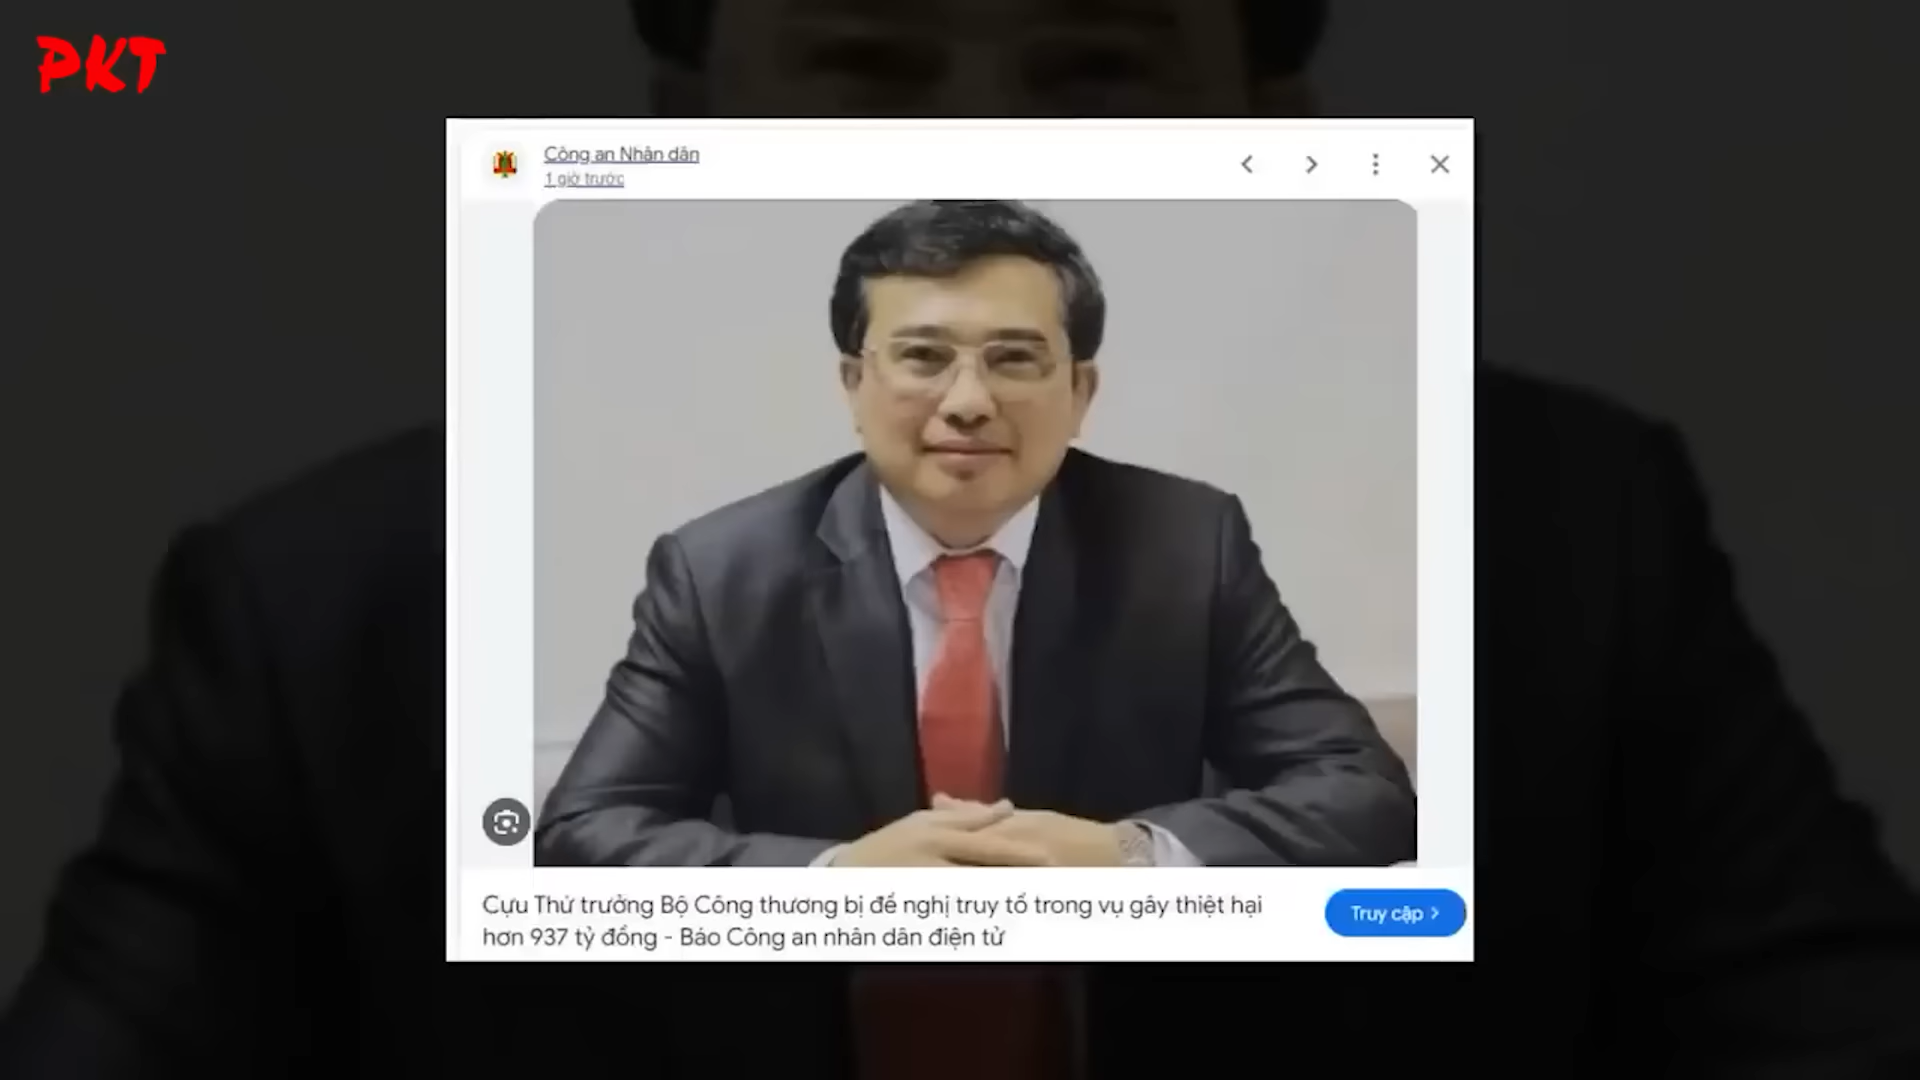 PKT
Công an Nhân dân
1 giờ trước
Cựu Thứ trưởng Bộ Công thương bị đề nghị truy tố trong vụ gây thiệt hại
hơn 937 tỷ đồng - Báo Công an nhân dân điện tử
Truy cập >